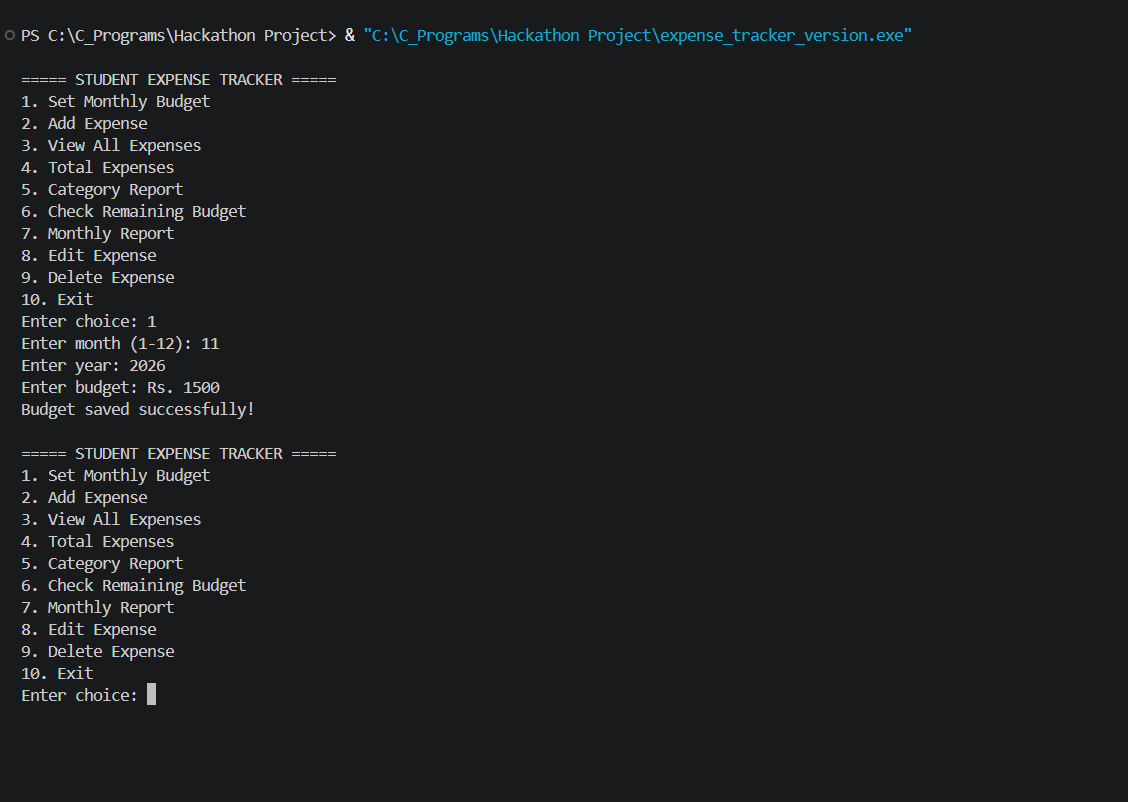 PS C:\C_Programs\Hackathon Project> & "C:\C_Programs\Hackathon Project\expense_tracker_version.exe"
===== STUDENT EXPENSE TRACKER =====
1. Set Monthly Budget
2. Add Expense
3. View All Expenses
4. Total Expenses
5. Category Report
6. Check Remaining Budget
7. Monthly Report
8. Edit Expense
9. Delete Expense
10. Exit
Enter choice: 1
Enter month (1-12): 11
Enter year: 2026
Enter budget: Rs. 1500
Budget saved successfully!
===== STUDENT EXPENSE TRACKER =====
1. Set Monthly Budget
2. Add Expense
3. View All Expenses
4. Total Expenses
5. Category Report
6. Check Remaining Budget
7. Monthly Report
8. Edit Expense
9. Delete Expense
10. Exit
Enter choice: